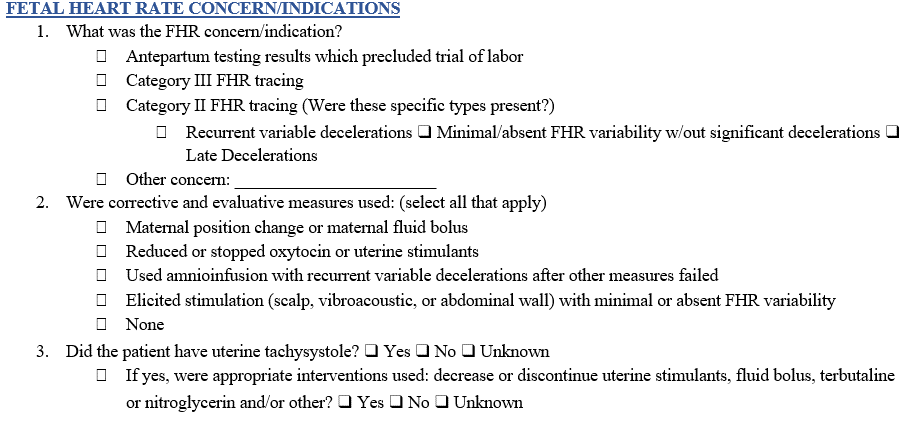 FETAL HEART RATE CONCERN/INDICATIONS
1. What was the FHR concern/indication?
☐ Antepartum testing results which precluded trial of labor
☐ Category III FHR tracing
☐ Category II FHR tracing (Were these specific types present?)
☐ Recurrent variable decelerations ❑ Minimal/absent FHR variability w/out significant decelerations ❑
Late Decelerations
☐ Other concern: ________________________
2. Were corrective and evaluative measures used: (select all that apply)
☐ Maternal position change or maternal fluid bolus
☐ Reduced or stopped oxytocin or uterine stimulants
☐ Used amnioinfusion with recurrent variable decelerations after other measures failed
☐ Elicited stimulation (scalp, vibroacoustic, or abdominal wall) with minimal or absent FHR variability
☐ None
3. Did the patient have uterine tachysystole? ❑ Yes ❑ No ❑ Unknown
☐ If yes, were appropriate interventions used: decrease or discontinue uterine stimulants, fluid bolus, terbutaline
or nitroglycerin and/or other? ❑ Yes ❑ No ❑ Unknown